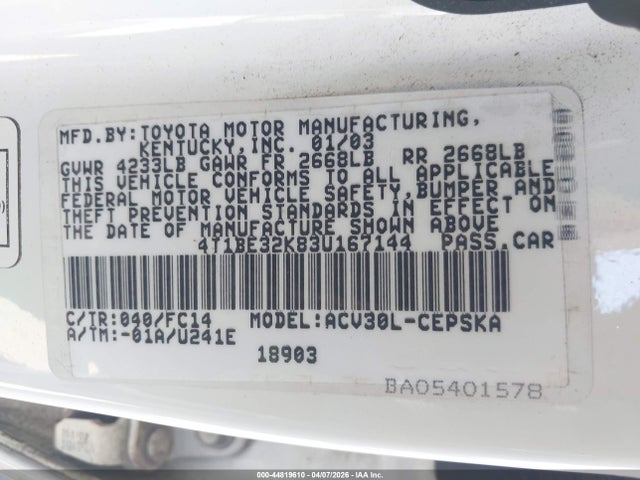 MFD.BY:TOYOTA MOTOR MANUFACTURING,
KENTUCKY,INC. 01/03
GVWR 4233LB GAWR FR 2668LB RR 2668LB
THIS VEHICLE CONFORMS TO ALL APPLICABLE
FEDERAL MOTOR VEHICLE SAFETY,BUMPER AND
THEFT PREVENTION STANDARDS IN EFFECT ON
THE DATE OF MANUFACTURE SHOWN ABOVE
4T1BE32K83U167144 PASS.CAR
C/TR:040/FC14 MODEL:ACV30L-CEPSKA
A/TM:-01A/U241E
18903
BA05401578
000-44819610 | 04/07/2026 | IAAI.COM